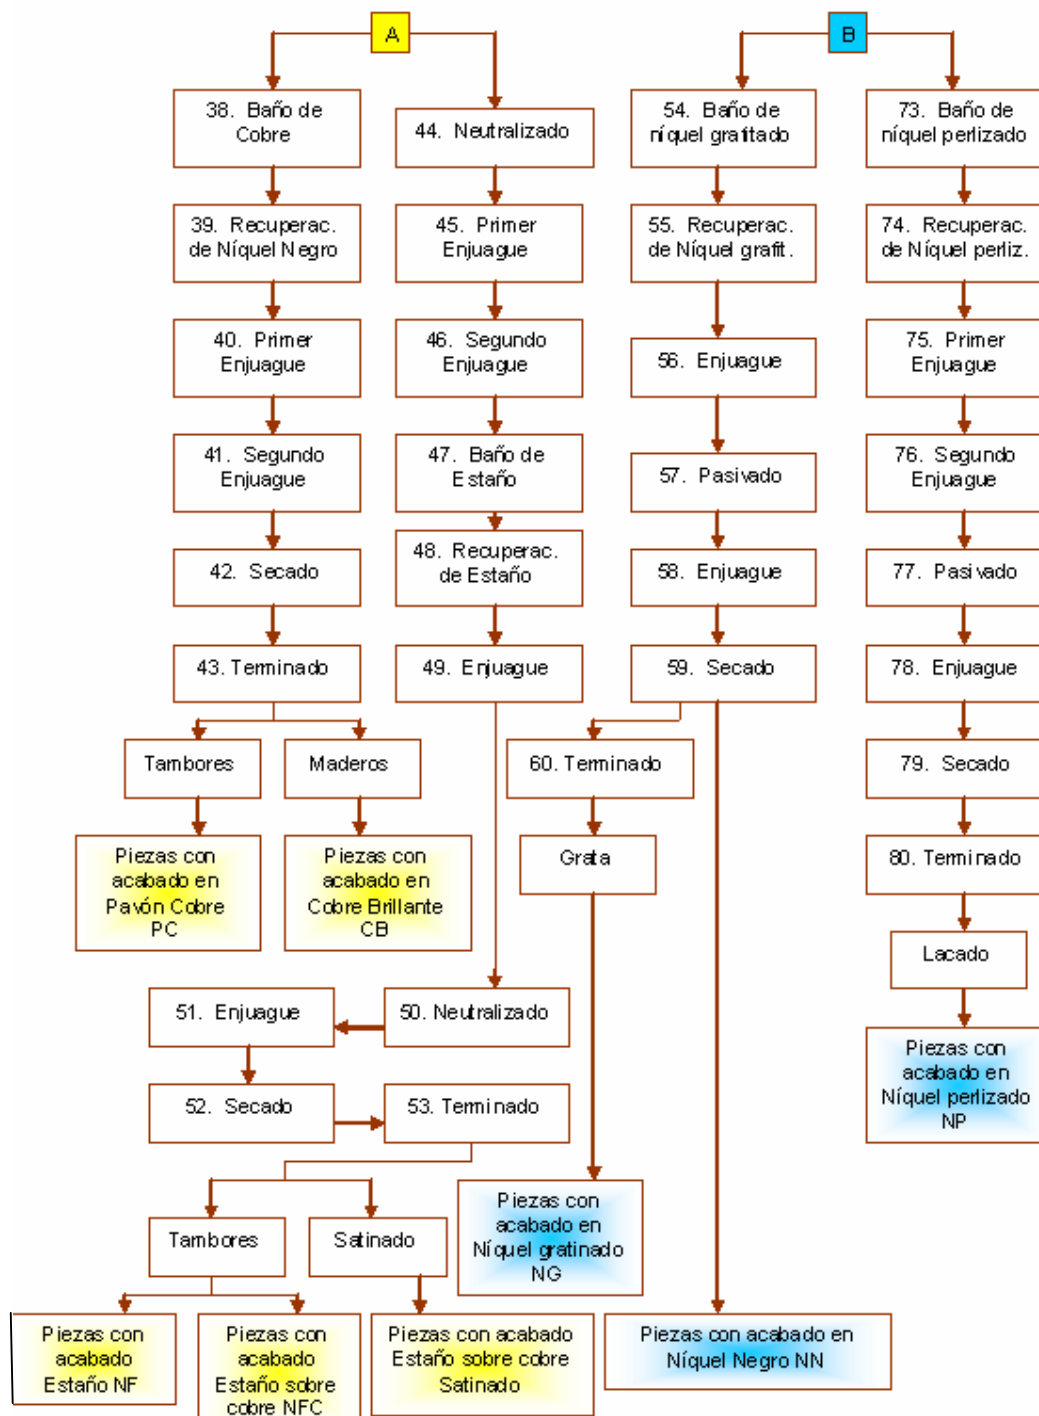 A
B
38. Baño de
Cobre
39. Recuperac.
de Níquel Negro
40. Primer
Enjuague
41. Segundo
Enjuague
42. Secado
43. Terminado
Tambores
Maderos
Piezas con
acabado en
Pavón Cobre
PC
Piezas con
acabado en
Cobre Brillante
CB
44. Neutralizado
45. Primer
Enjuague
46. Segundo
Enjuague
47. Baño de
Estaño
48. Recuperac.
de Estaño
49. Enjuague
50. Neutralizado
51. Enjuague
52. Secado
53. Terminado
Tambores
Satinado
Piezas con
acabado
Estaño NF
Piezas con
acabado
Estaño sobre
cobre NFC
Piezas con acabado
Estaño sobre cobre
Satinado
54. Baño de
níquel grafitado
55. Recuperac.
de Níquel grafit.
56. Enjuague
57. Pasivado
58. Enjuague
59. Secado
60. Terminado
Grata
Piezas con
acabado en
Níquel gratinado
NG
Piezas con acabado en
Níquel Negro NN
73. Baño de
níquel perlizado
74. Recuperac.
de Níquel perliz.
75. Primer
Enjuague
76. Segundo
Enjuague
77. Pasivado
78. Enjuague
79. Secado
80. Terminado
Lacado
Piezas con
acabado en
Níquel perlizado
NP